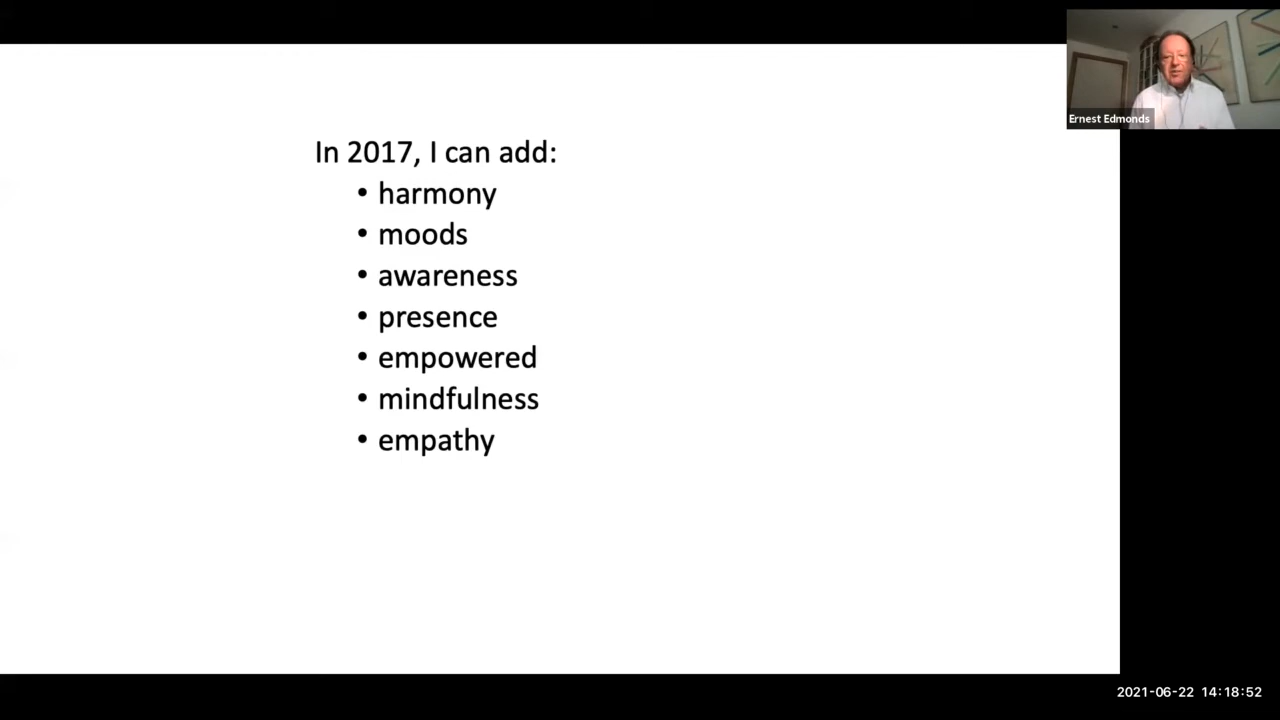 Ernest Edmonds
In 2017, I can add:
• harmony
• moods
• awareness
• presence
• empowered
• mindfulness
• empathy
2021-06-22 14:18:52